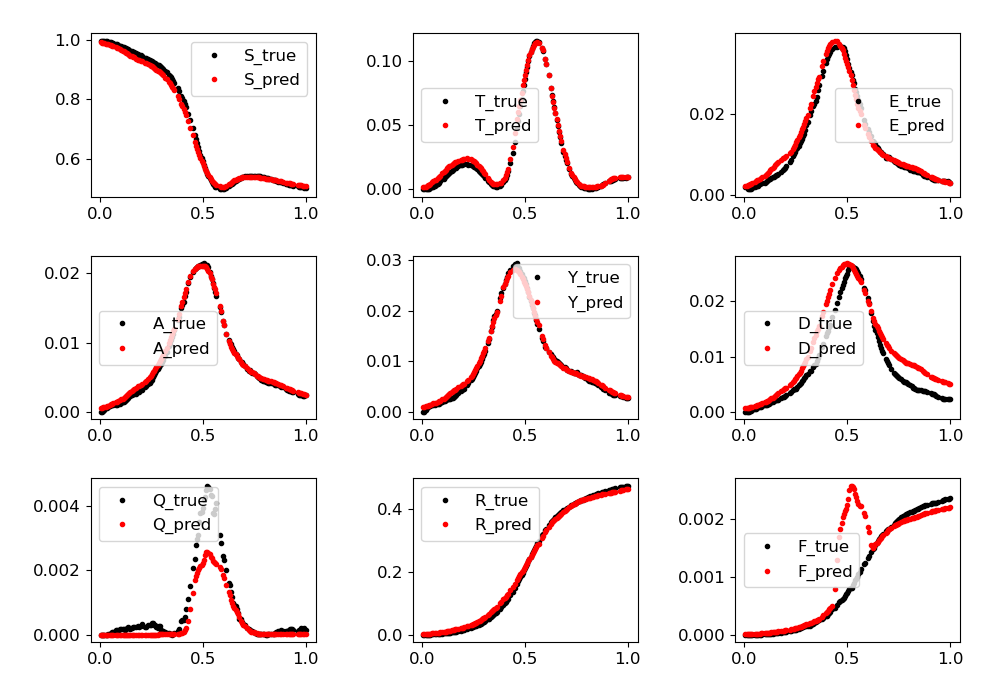 1.0
0.8
0.6
0.0 0.5 1.0
S_true
S_pred
0.10
0.05
0.00
0.0 0.5 1.0
T_true
T_pred
0.02
0.00
0.0 0.5 1.0
E_true
E_pred
0.02
0.01
0.00
0.0 0.5 1.0
A_true
A_pred
0.03
0.02
0.01
0.00
0.0 0.5 1.0
Y_true
Y_pred
0.02
0.01
0.00
0.0 0.5 1.0
D_true
D_pred
0.004
0.002
0.000
0.0 0.5 1.0
Q_true
Q_pred
0.4
0.2
0.0
0.0 0.5 1.0
R_true
R_pred
0.002
0.001
0.000
0.0 0.5 1.0
F_true
F_pred